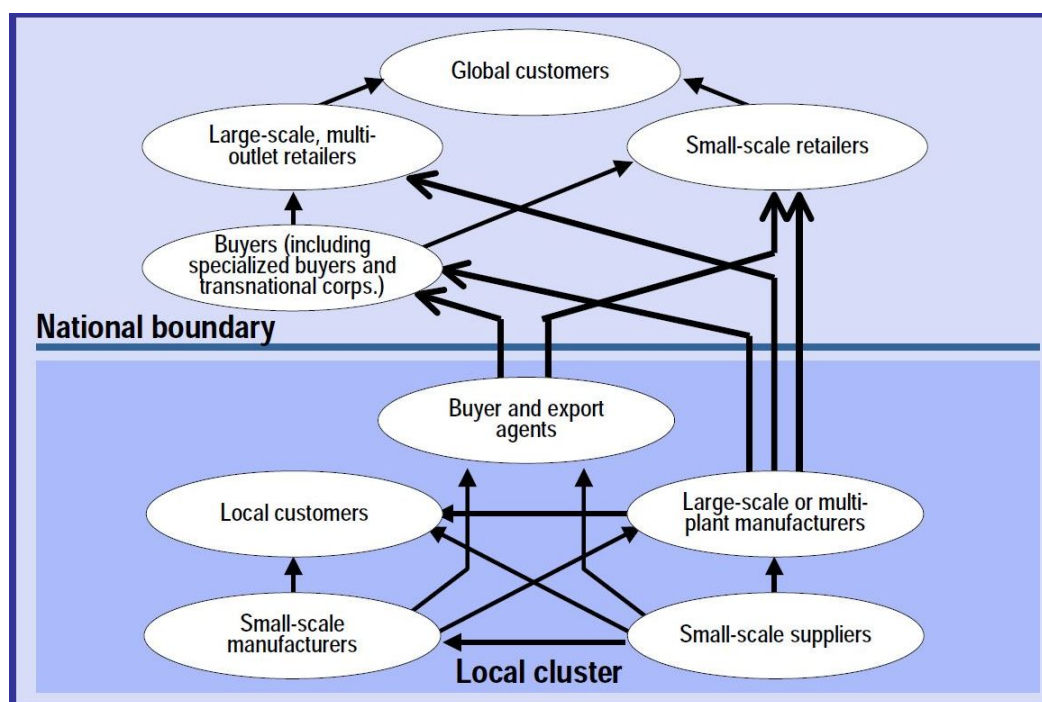 Global customers
Large-scale, multi-
outlet retailers
Small-scale retailers
Buyers (including
specialized buyers and
transnational corps.)
National boundary
Buyer and export
agents
Local customers
Large-scale or multi-
plant manufacturers
Small-scale
manufacturers
Small-scale suppliers
Local cluster